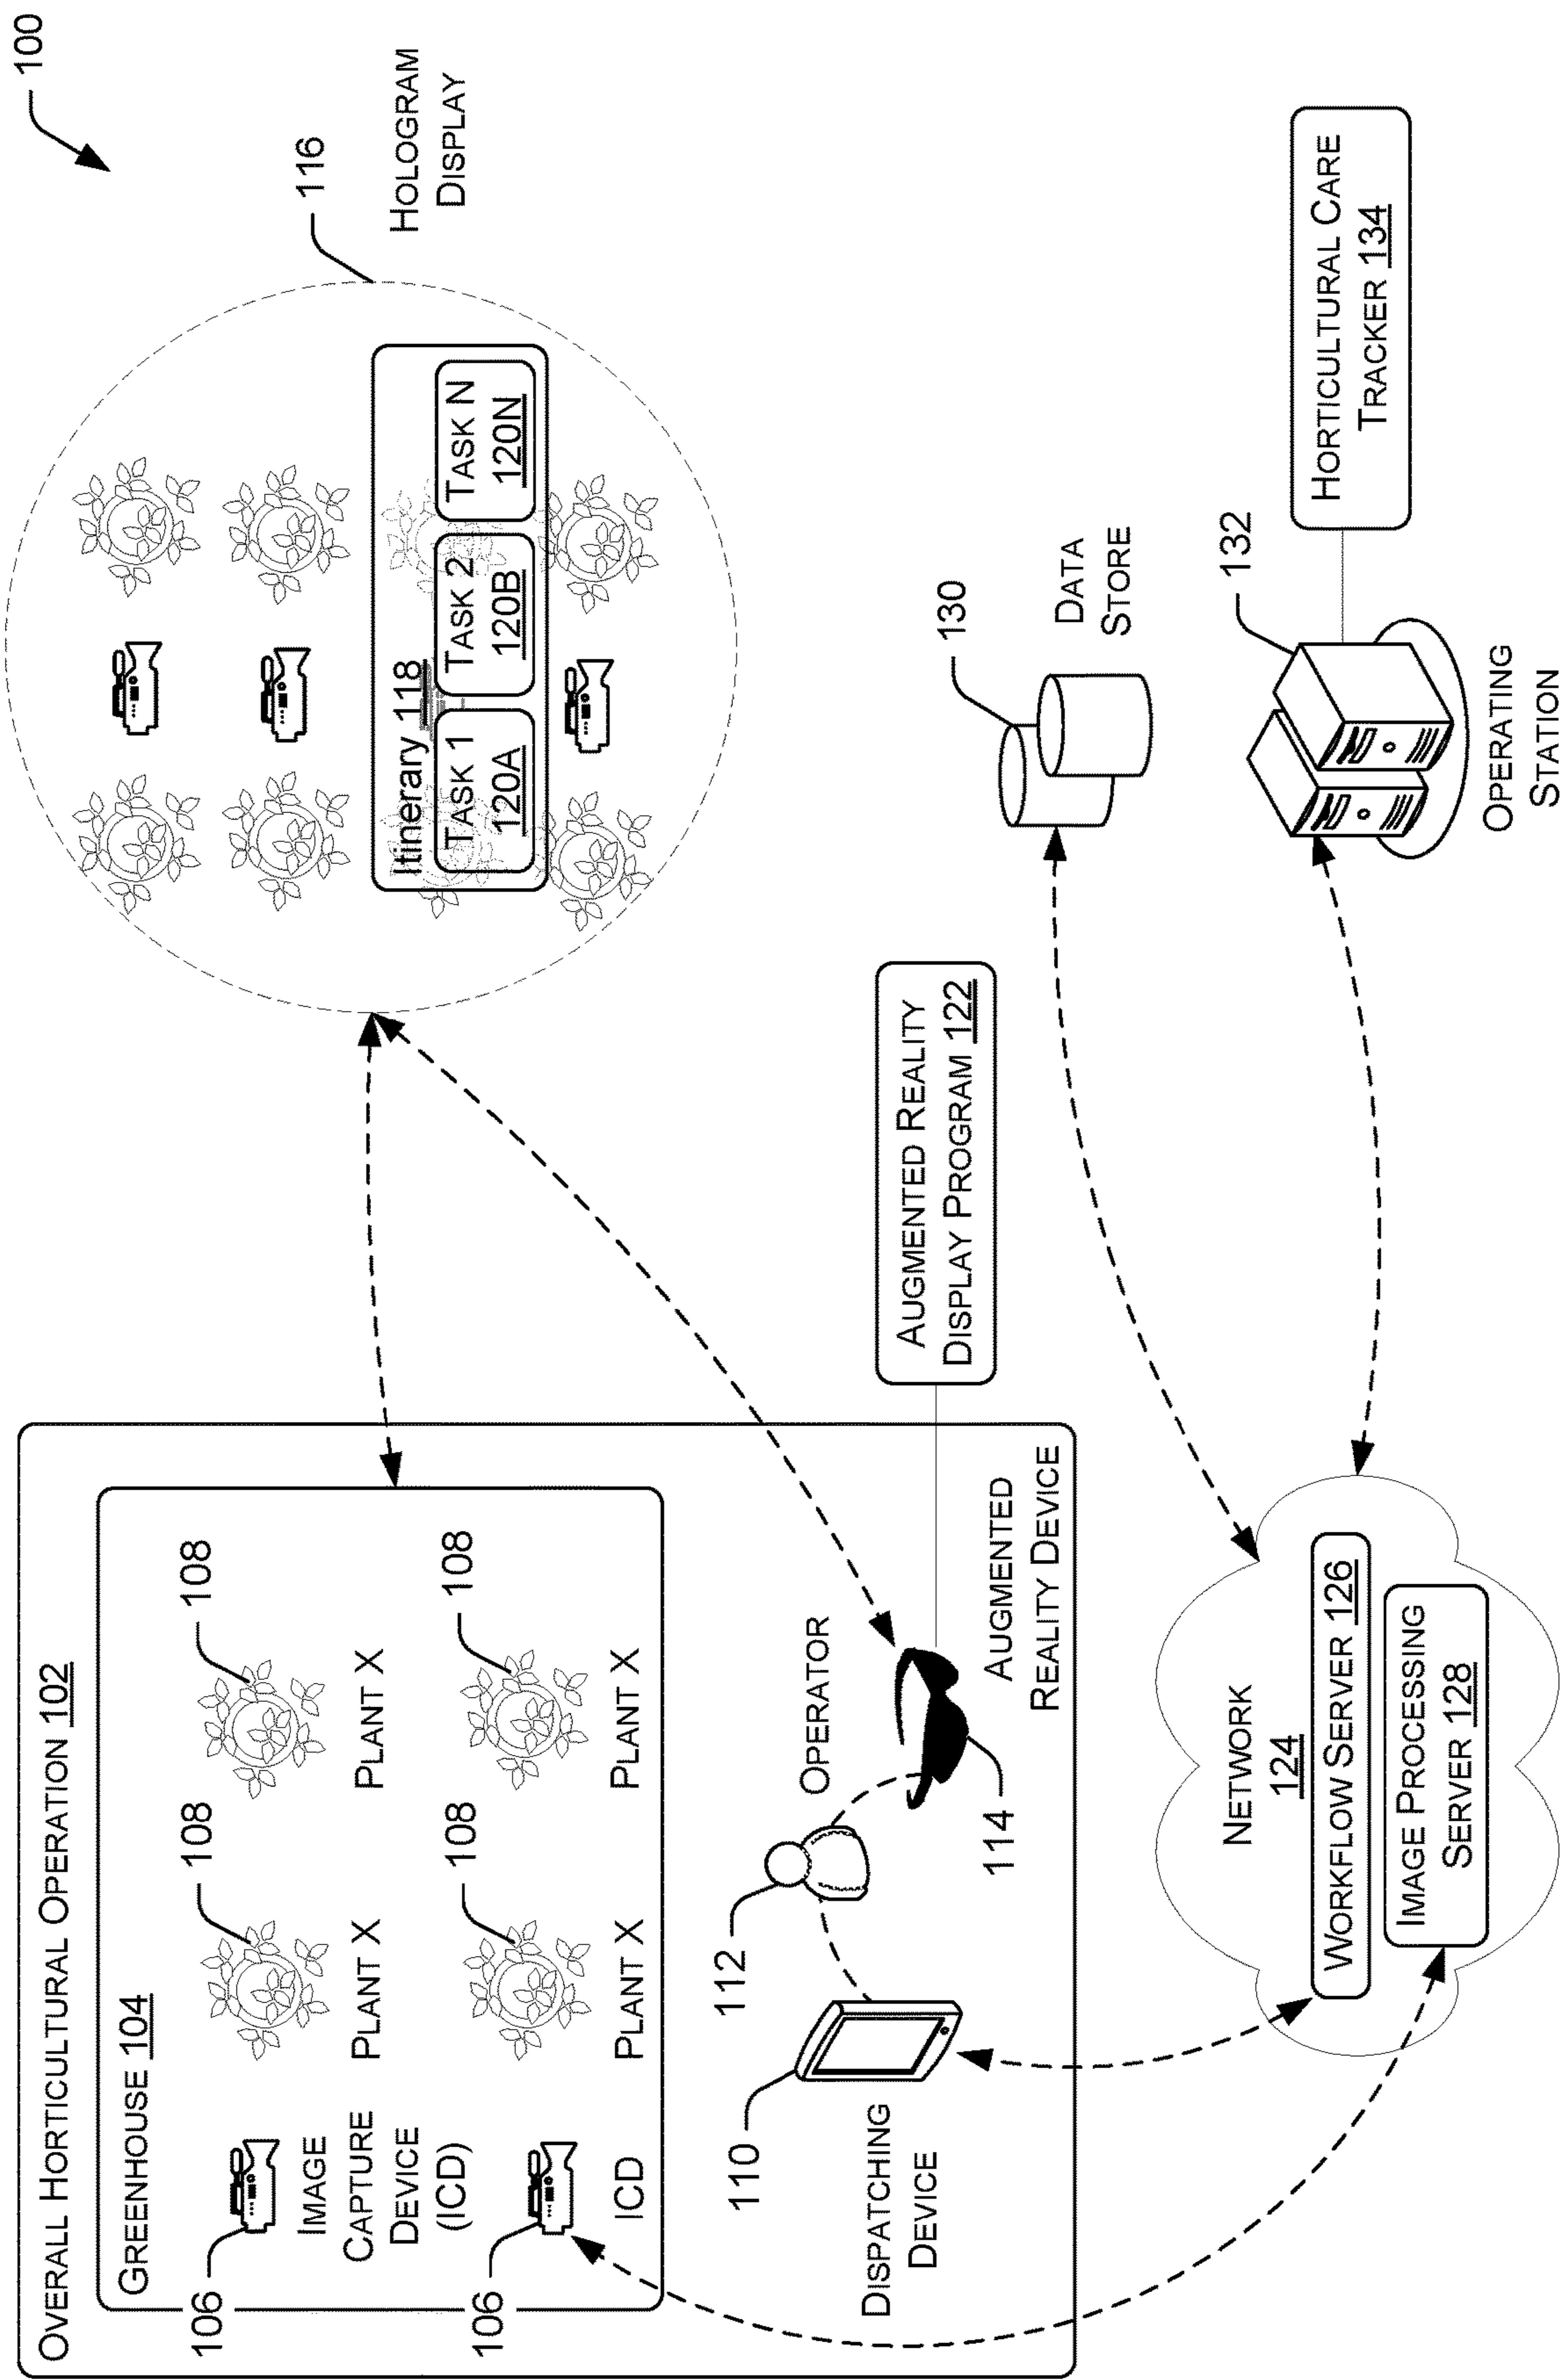 100
OVERALL HORTICULTURAL OPERATION 102
GREENHOUSE 104
106
IMAGE
CAPTURE
DEVICE
(ICD)
108
PLANT X
108
PLANT X
106
ICD
108
PLANT X
108
PLANT X
110
DISPATCHING
DEVICE
112
OPERATOR
114
AUGMENTED
REALITY DEVICE
116
HOLOGRAM
DISPLAY
Itinerary 118
TASK 1
120A
TASK 2
120B
TASK N
120N
AUGMENTED REALITY
DISPLAY PROGRAM 122
NETWORK
124
WORKFLOW SERVER 126
IMAGE PROCESSING
SERVER 128
130
DATA
STORE
132
OPERATING
STATION
HORTICULTURAL CARE
TRACKER 134